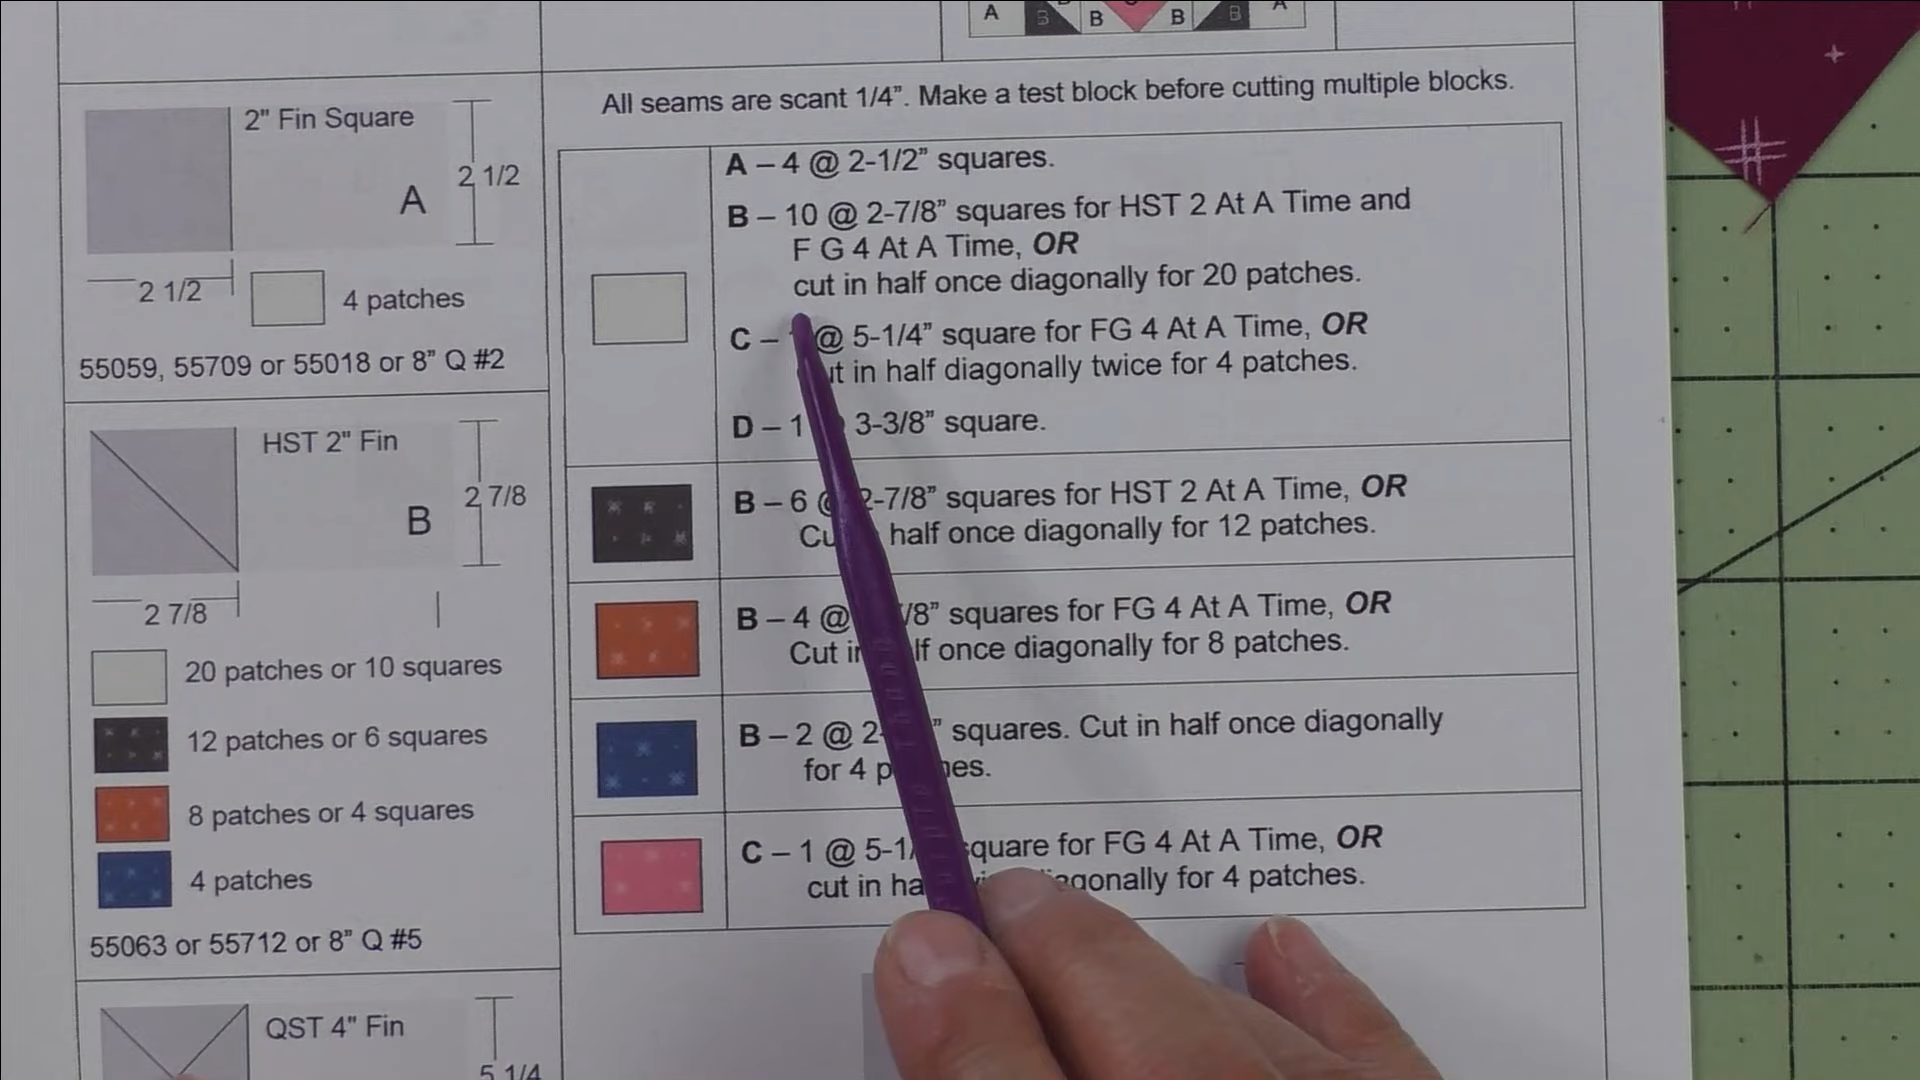 A B B B B A
2" Fin Square
A
2 1/2
2 1/2
4 patches
55059, 55709 or 55018 or 8” Q #2
HST 2" Fin
B
2 7/8
2 7/8
20 patches or 10 squares
12 patches or 6 squares
8 patches or 4 squares
4 patches
55063 or 55712 or 8” Q #5
QST 4" Fin
5 1/4
All seams are scant 1/4”. Make a test block before cutting multiple blocks.
A – 4 @ 2-1/2” squares.
B – 10 @ 2-7/8” squares for HST 2 At A Time and
F G 4 At A Time, OR
cut in half once diagonally for 20 patches.
C – @ 5-1/4” square for FG 4 At A Time, OR
in half diagonally twice for 4 patches.
D – 1 3-3/8” square.
B – 6 @ 2-7/8” squares for HST 2 At A Time, OR
half once diagonally for 12 patches.
B – 4 @ /8” squares for FG 4 At A Time, OR
Cut once diagonally for 8 patches.
B – 2 @ 2- ” squares. Cut in half once diagonally
for 4
C – 1 @ 5-1/ square for FG 4 At A Time, OR
cut in diagonally for 4 patches.